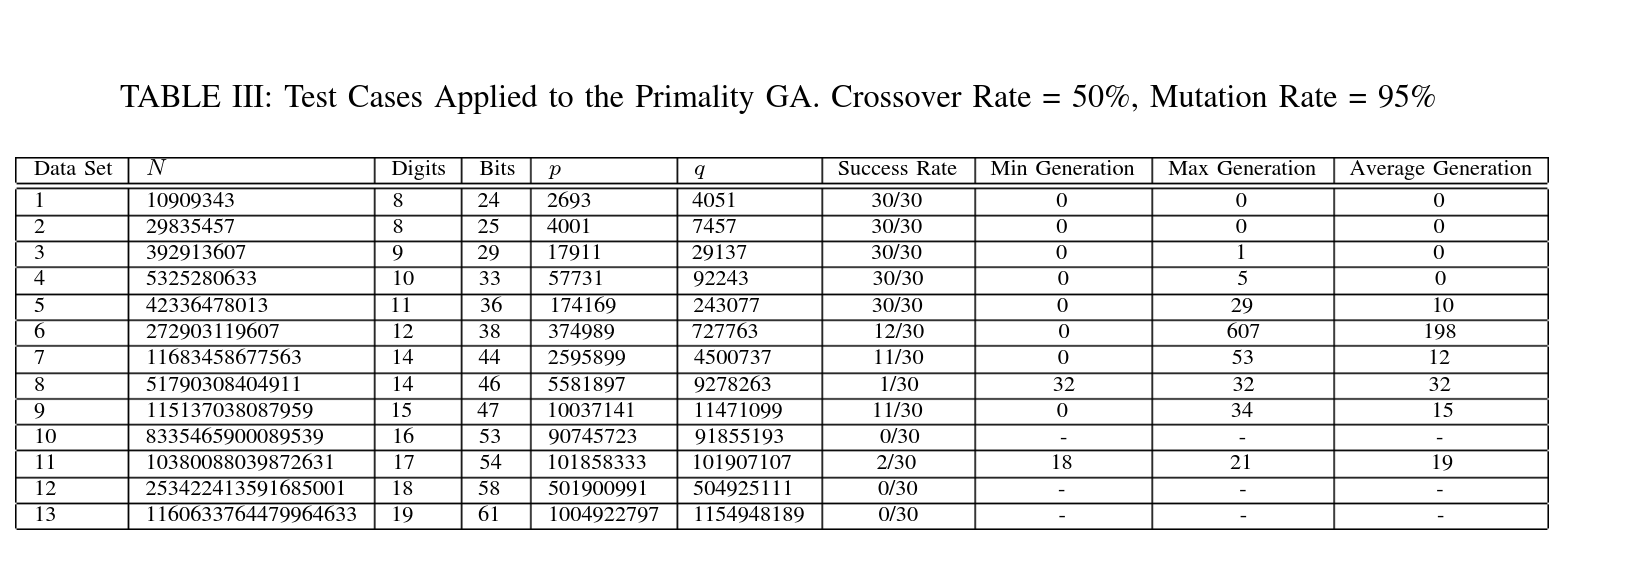 TABLE III: Test Cases Applied to the Primality GA. Crossover Rate = 50%, Mutation Rate = 95%
Data Set N Digits Bits p q Success Rate Min Generation Max Generation Average Generation
1 10909343 8 24 2693 4051 30/30 0 0 0
2 29835457 8 25 4001 7457 30/30 0 0 0
3 392913607 9 29 17911 29137 30/30 0 1 0
4 5325280633 10 33 57731 92243 30/30 0 5 0
5 42336478013 11 36 174169 243077 30/30 0 29 10
6 272903119607 12 38 374989 727763 12/30 0 607 198
7 11683458677563 14 44 2595899 4500737 11/30 0 53 12
8 51790308404911 14 46 5581897 9278263 1/30 32 32 32
9 115137038087959 15 47 10037141 11471099 11/30 0 34 15
10 8335465900089539 16 53 90745723 91855193 0/30 - - -
11 10380088039872631 17 54 101858333 101907107 2/30 18 21 19
12 253422413591685001 18 58 501900991 504925111 0/30 - - -
13 1160633764479964633 19 61 1004922797 1154948189 0/30 - - -